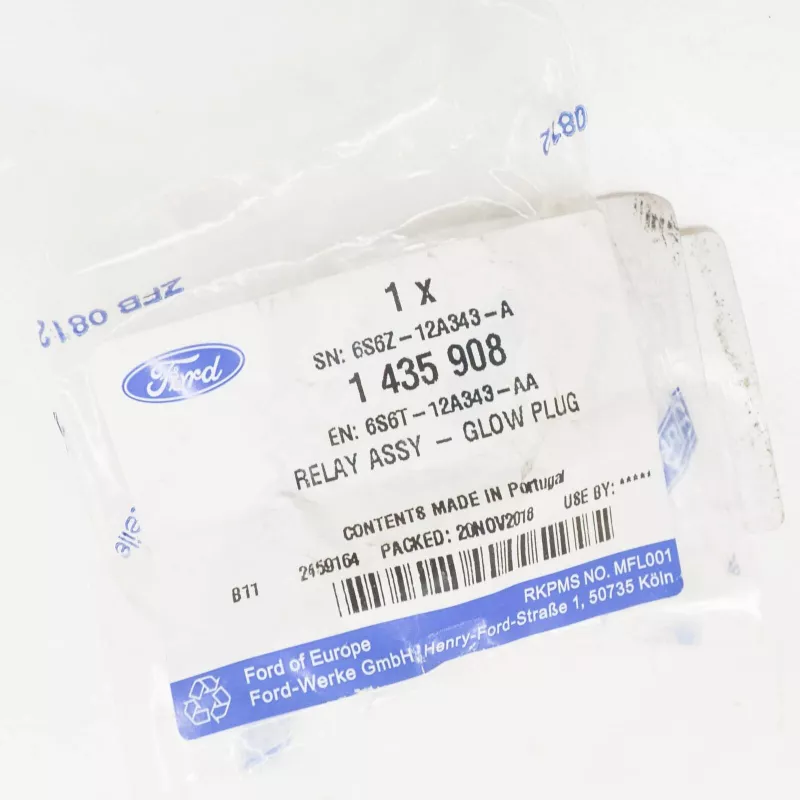 0812
ZFB 0812
Ford
1 X
SN: 6S6Z-12A343-A
1 435 908
EN: 6S6T-12A343-AA
RELAY ASSY - GLOW PLUG
CONTENTS MADE IN Portugal
2459164 PACKED: 20NOV2018 USE BY: *****
B11
RKPMS NO. MFL001
Ford of Europe
Ford-Werke GmbH, Henry-Ford-Straße 1, 50735 Köln